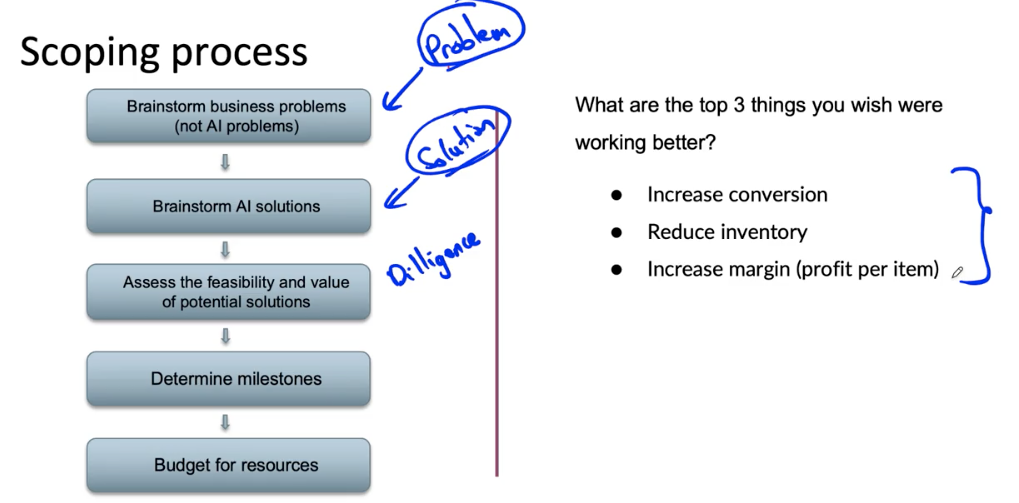 Scoping process
Problem
Brainstorm business problems
(not AI problems)
Solution
Brainstorm AI solutions
Dilligence
Assess the feasibility and value
of potential solutions
Determine milestones
Budget for resources
What are the top 3 things you wish were
working better?
● Increase conversion
● Reduce inventory
● Increase margin (profit per item)